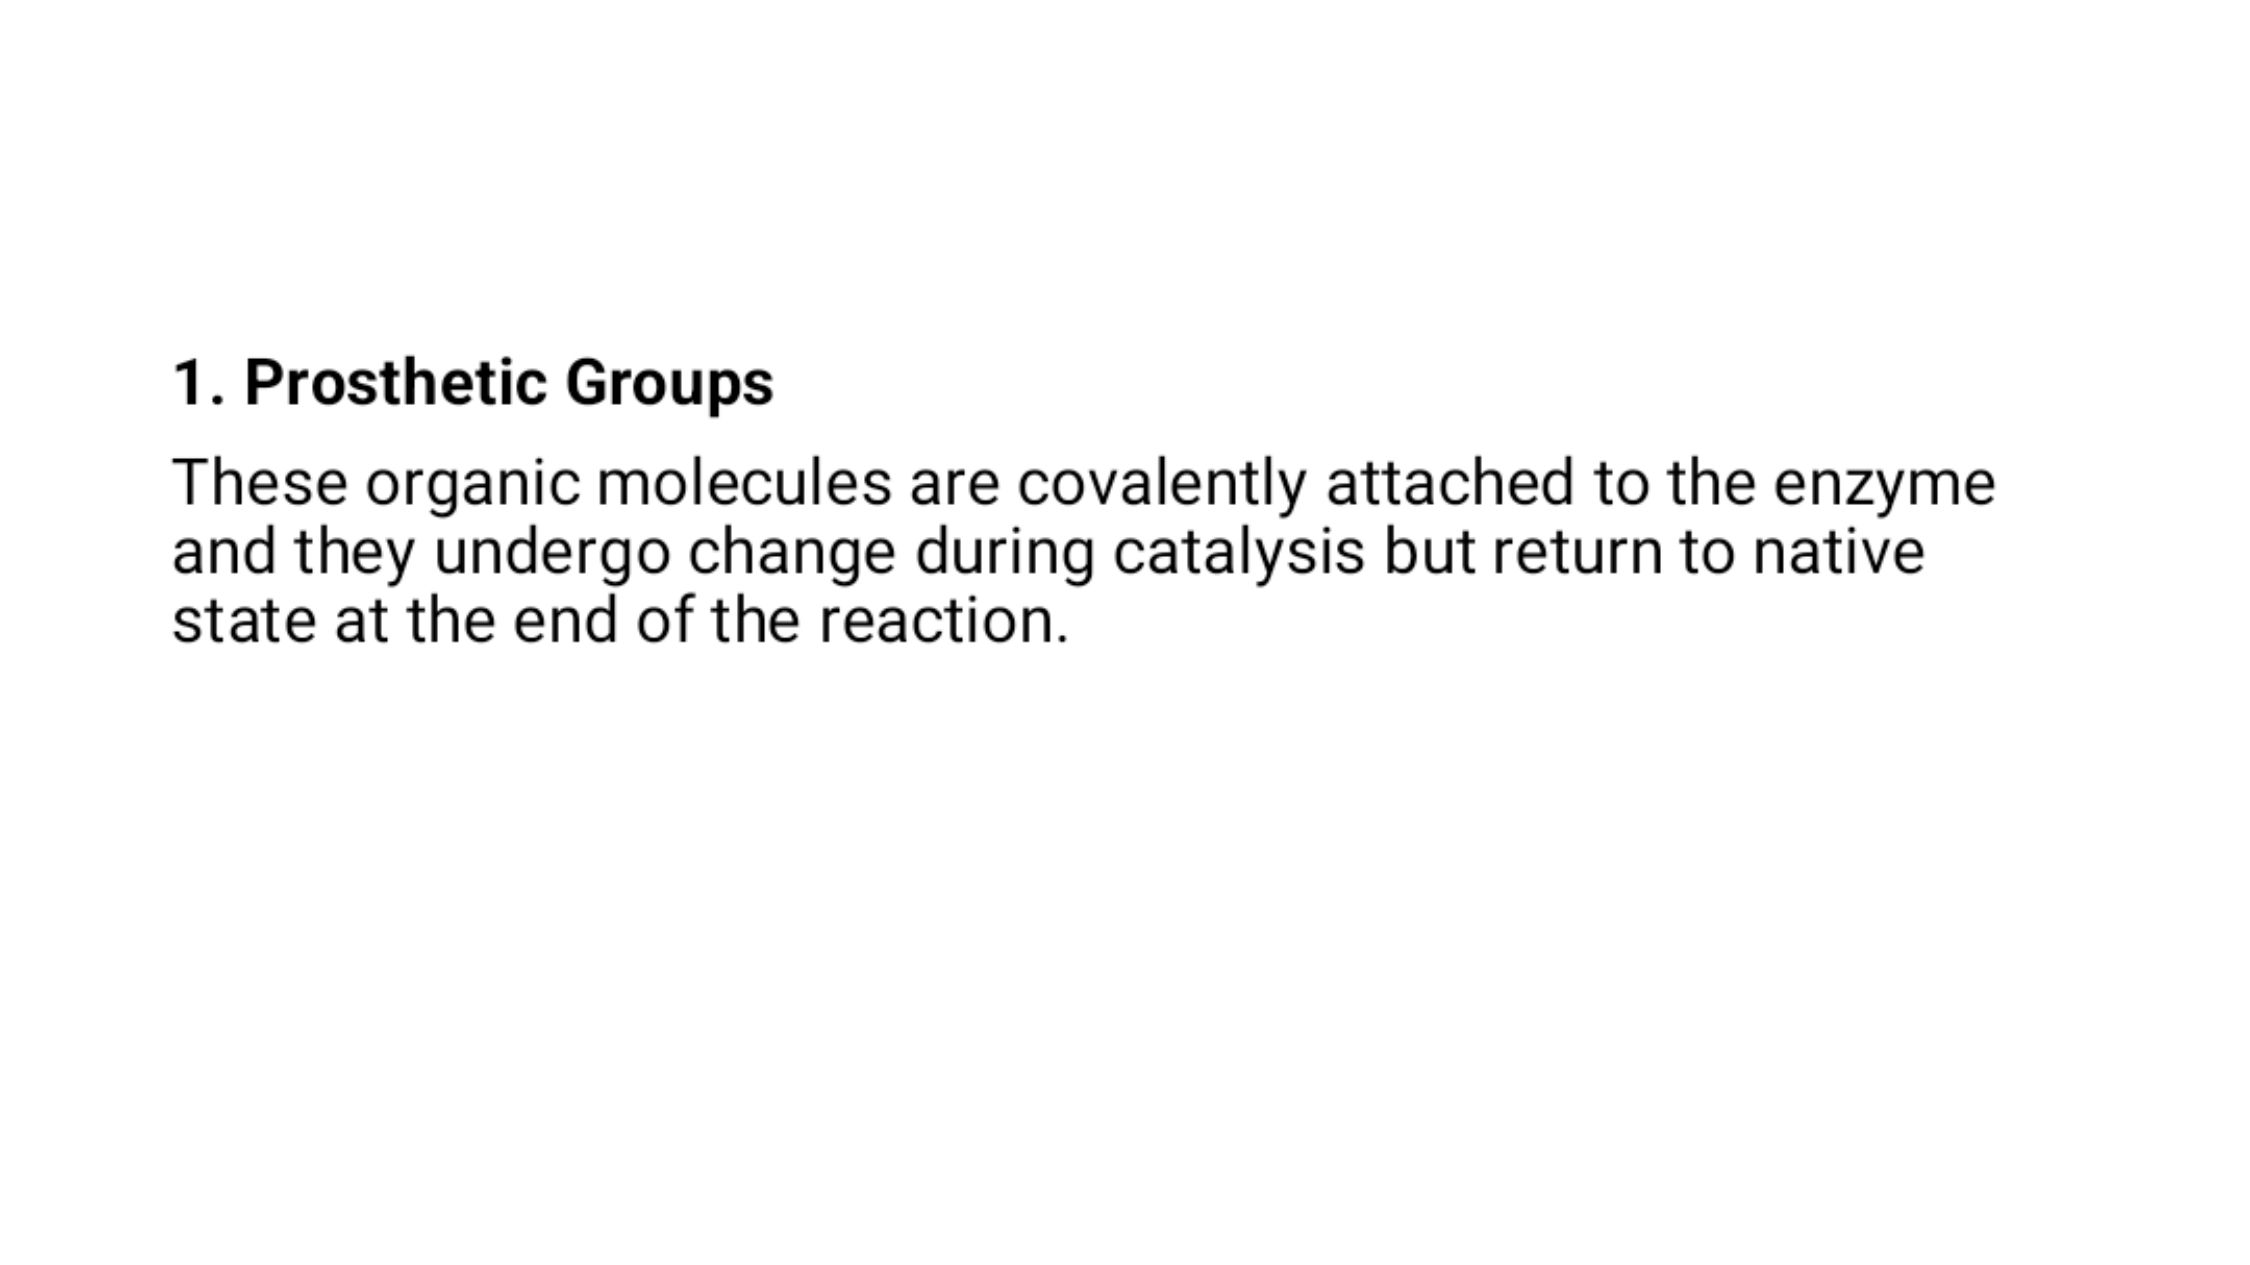 1. Prosthetic Groups
These organic molecules are covalently attached to the enzyme
and they undergo change during catalysis but return to native
state at the end of the reaction.